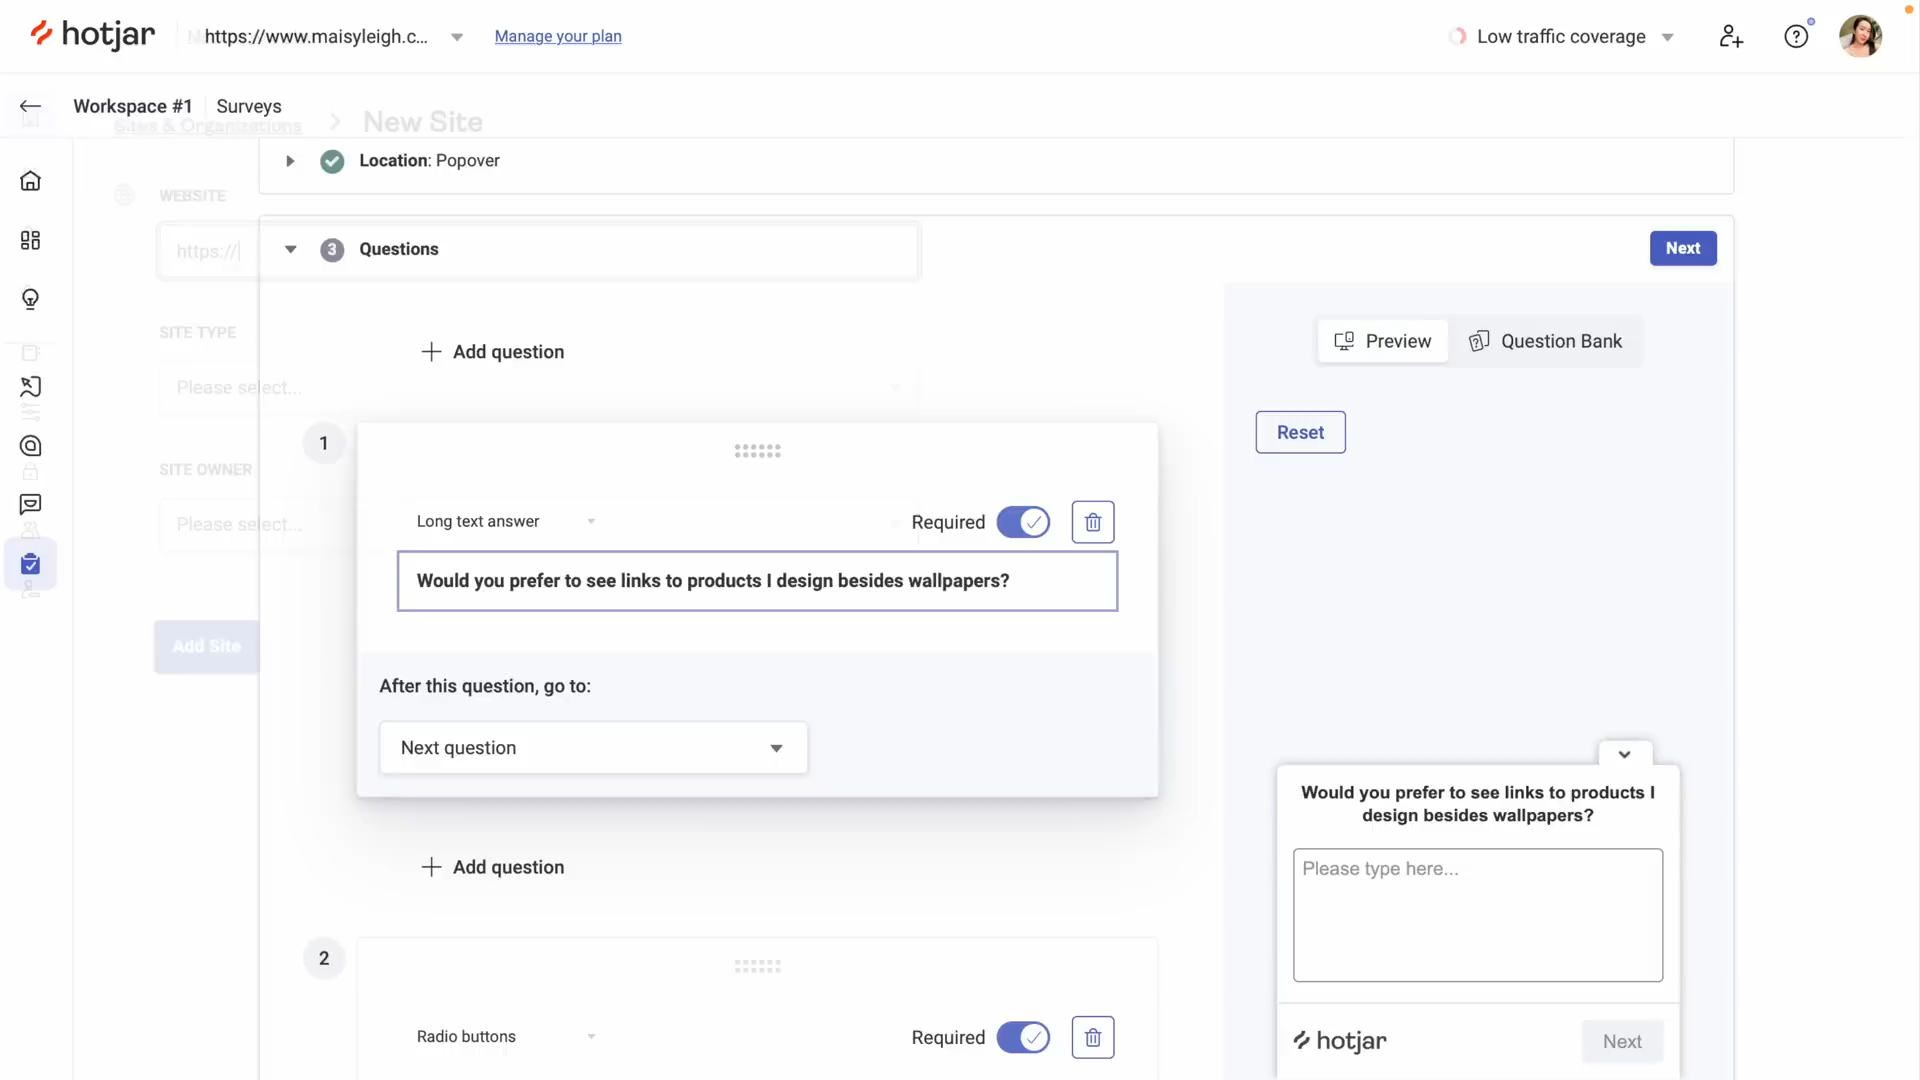 hotjar
https://www.maisyleigh.c...
Manage your plan
Low traffic coverage
Workspace #1
Surveys
Sites & Organizations
New Site
Location: Popover
WEBSITE
https://
3
Questions
Next
SITE TYPE
Please select...
Add question
Preview
Question Bank
Reset
1
SITE OWNER
Please select...
Long text answer
Required
Would you prefer to see links to products I design besides wallpapers?
Add Site
After this question, go to:
Next question
Would you prefer to see links to products I
design besides wallpapers?
Please type here...
Add question
2
Radio buttons
Required
hotjar
Next